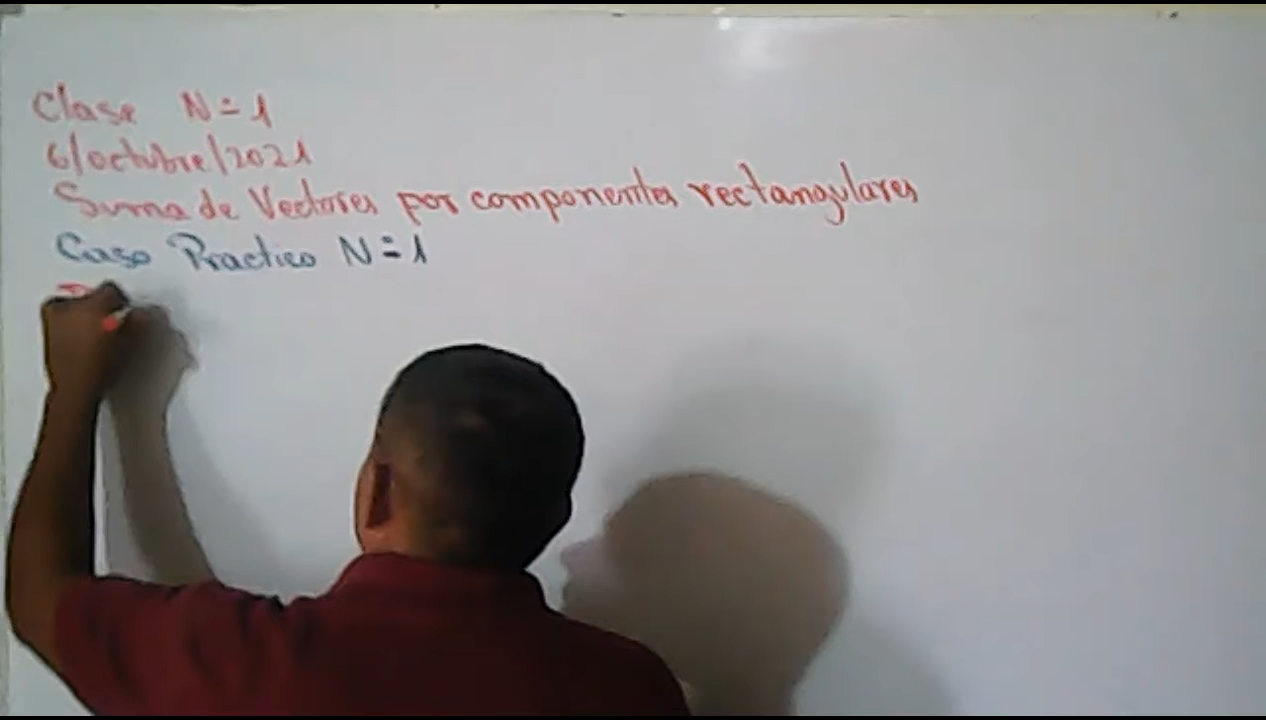 Clase N=1
6/octubre/2021
Suma de Vectores por componentes rectangulares
Caso Practico N=1